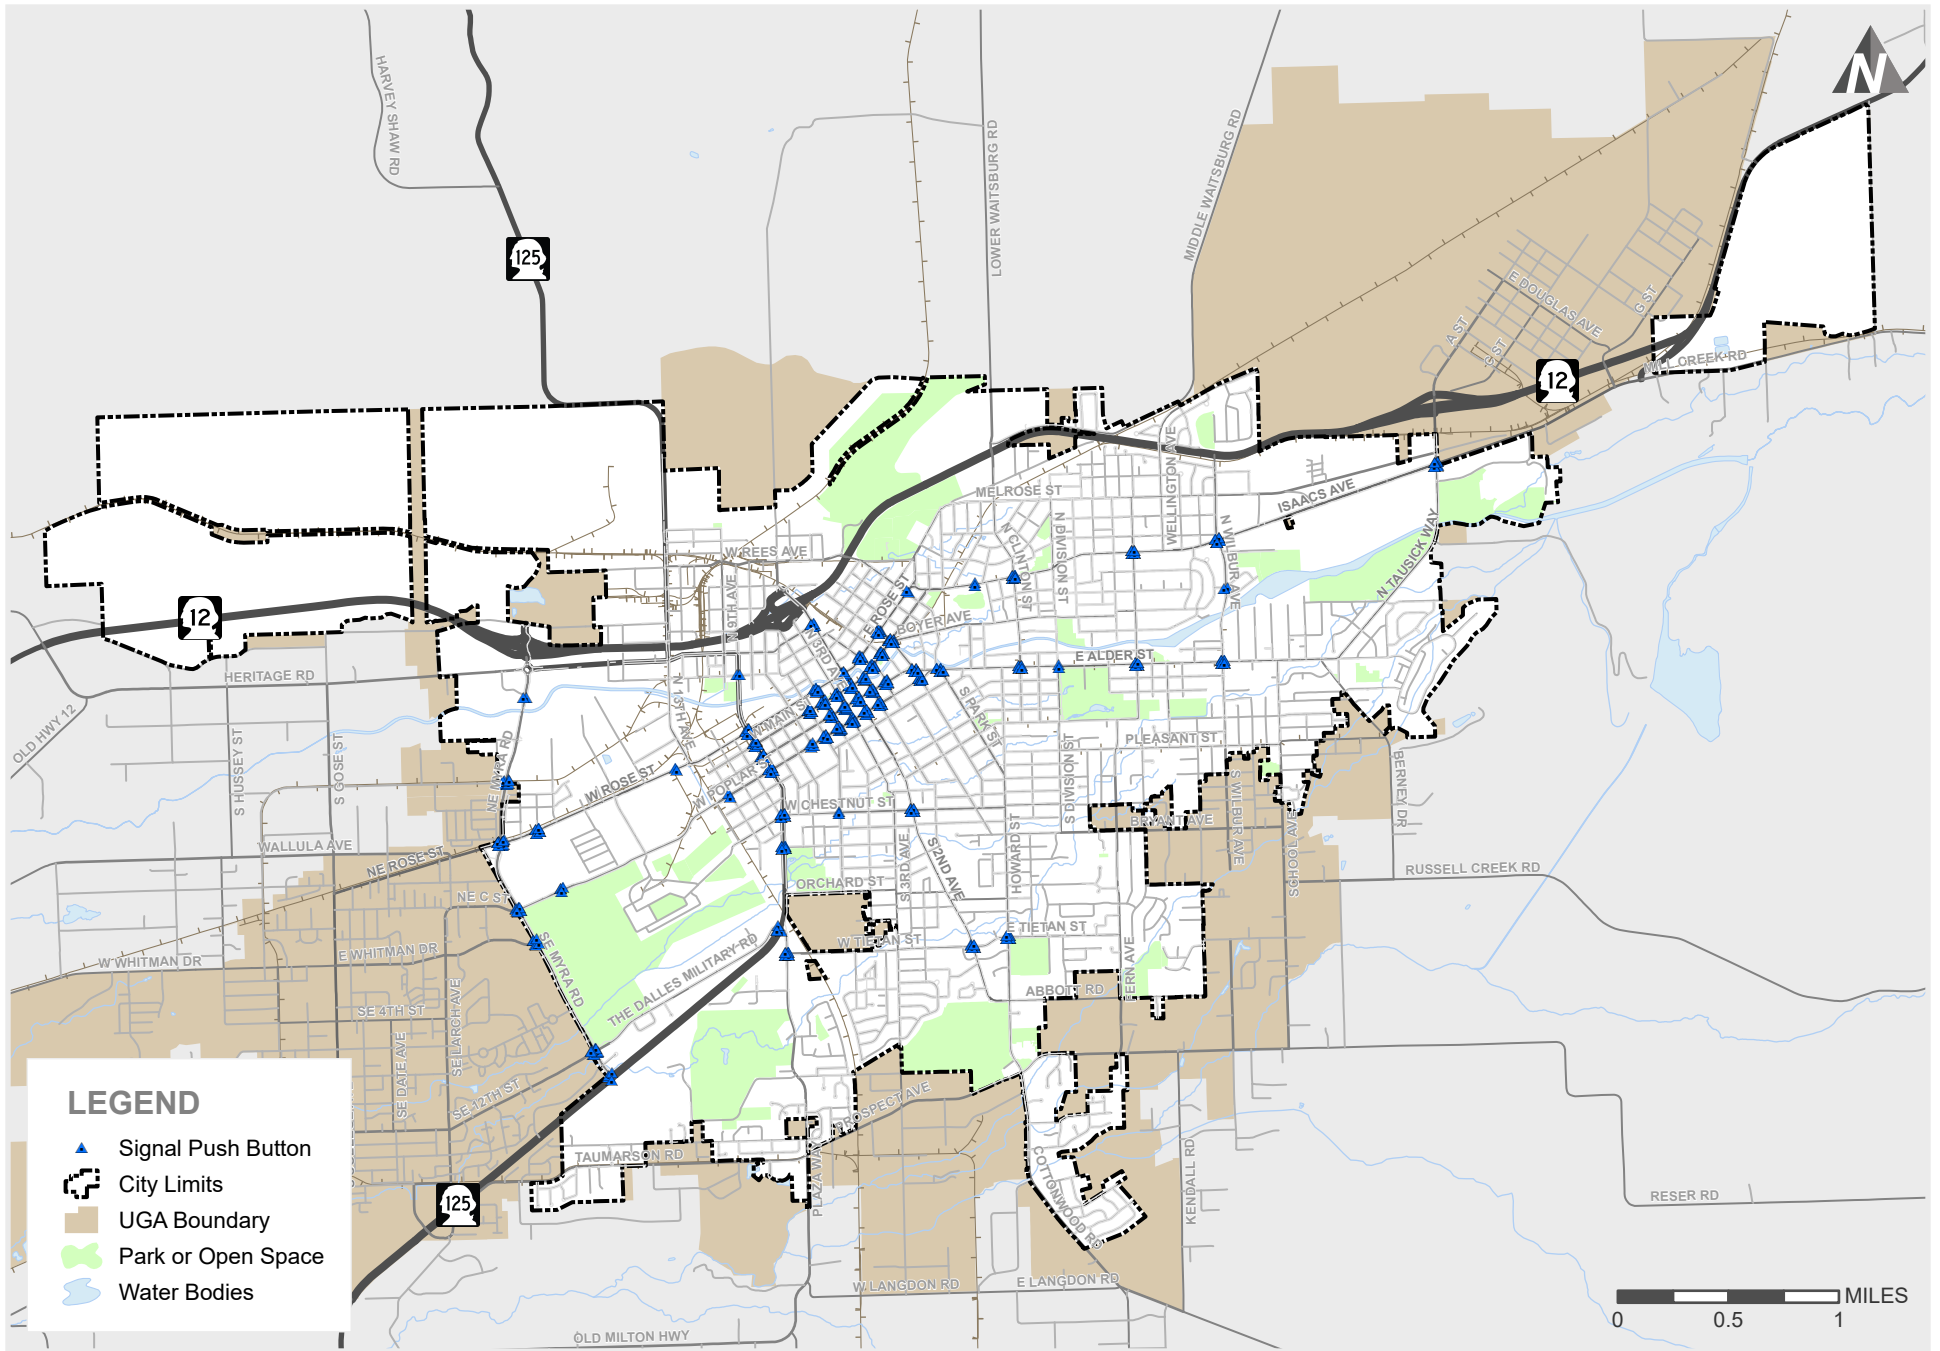 N
HARVEY SHAW RD
LOWER WAITSBURG RD
MIDDLE WAITSBURG RD
125
E DOUGLAS AVE
G ST
A ST
C ST
12
MILL CREEK RD
WELLINGTON AVE
MELROSE ST
ISAACS AVE
N CLINTON ST
N DIVISION ST
N WILBUR AVE
N TAUSICK WAY
W REES AVE
N 9TH AVE
E ROSE ST
BOYER AVE
12
N 3RD AVE
E ALDER ST
HERITAGE RD
N 13TH AVE
OLD HWY 12
W MAIN ST
S PARK ST
PLEASANT ST
S HUSSEY ST
S GOSE ST
NE MYRA RD
W ROSE ST
W POPLAR ST
W CHESTNUT ST
S DIVISION ST
S WILBUR AVE
BERNEY DR
BRYANT AVE
SCHOOL AVE
WALLULA AVE
NE ROSE ST
S 3RD AVE
S 2ND AVE
HOWARD ST
RUSSELL CREEK RD
NE C ST
ORCHARD ST
E WHITMAN DR
W WHITMAN DR
SE MYRA RD
W TIETAN ST
E TIETAN ST
FERN AVE
THE DALLES MILITARY RD
ABBOTT RD
SE 4TH ST
SE LARCH AVE
SE DATE AVE
SE 12TH ST
PROSPECT AVE
TAUMARSON RD
PLAZA WAY
COTTONWOOD RD
KENDALL RD
RESER RD
125
W LANGDON RD
E LANGDON RD
OLD MILTON HWY
LEGEND
Signal Push Button
City Limits
UGA Boundary
Park or Open Space
Water Bodies
MILES
0 0.5 1